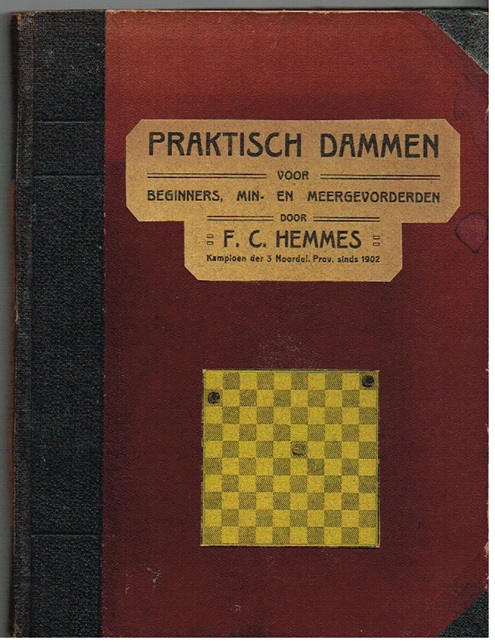 PRAKTISCH DAMMEN
VOOR
BEGINNERS, MIN- EN MEERGEVORDERDEN
DOOR
F. C. HEMMES
Kampioen der 3 Noordel. Prov. sinds 1902